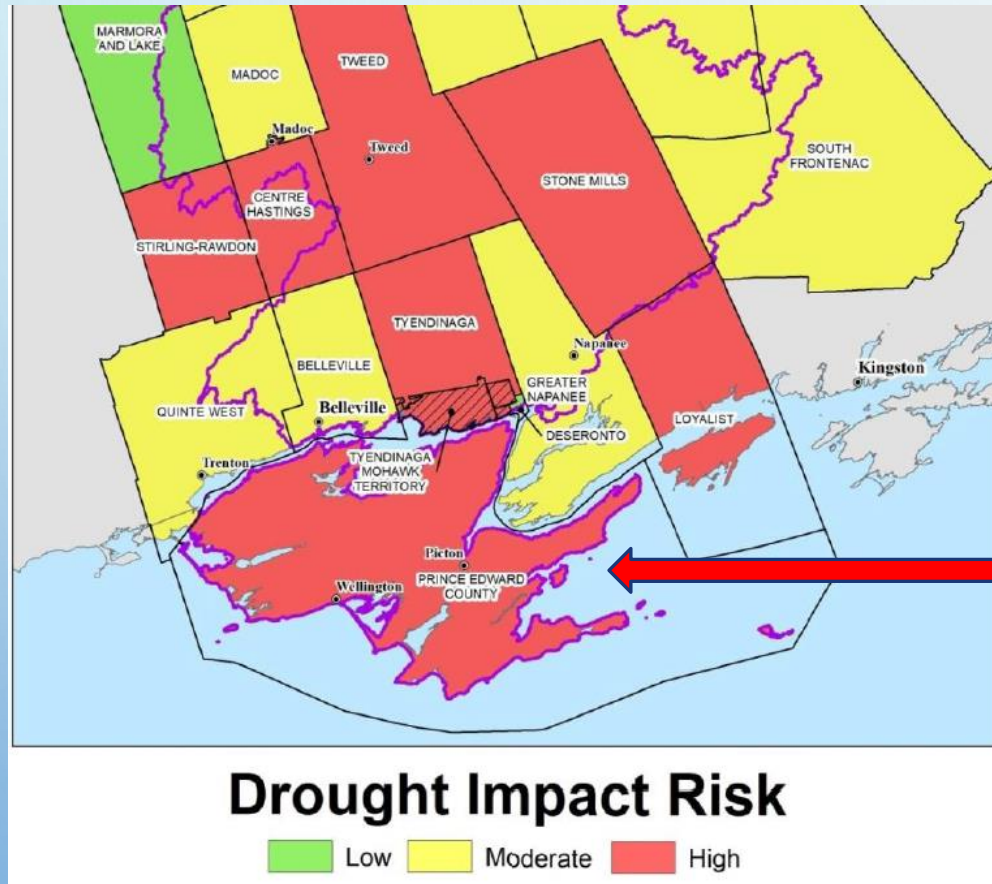 MARMORA
AND LAKE
MADOC
TWEED
Madoc
Tweed
SOUTH
FRONTENAC
STONE MILLS
CENTRE
HASTINGS
STIRLING-RAWDON
TYENDINAGA
Napanee
BELLEVILLE
Kingston
GREATER
NAPANEE
QUINTE WEST
Belleville
LOYALIST
DESERONTO
TYENDINAGA
MOHAWK
TERRITORY
Trenton
Picton
PRINCE EDWARD
COUNTY
Wellington
Drought Impact Risk
Low Moderate High